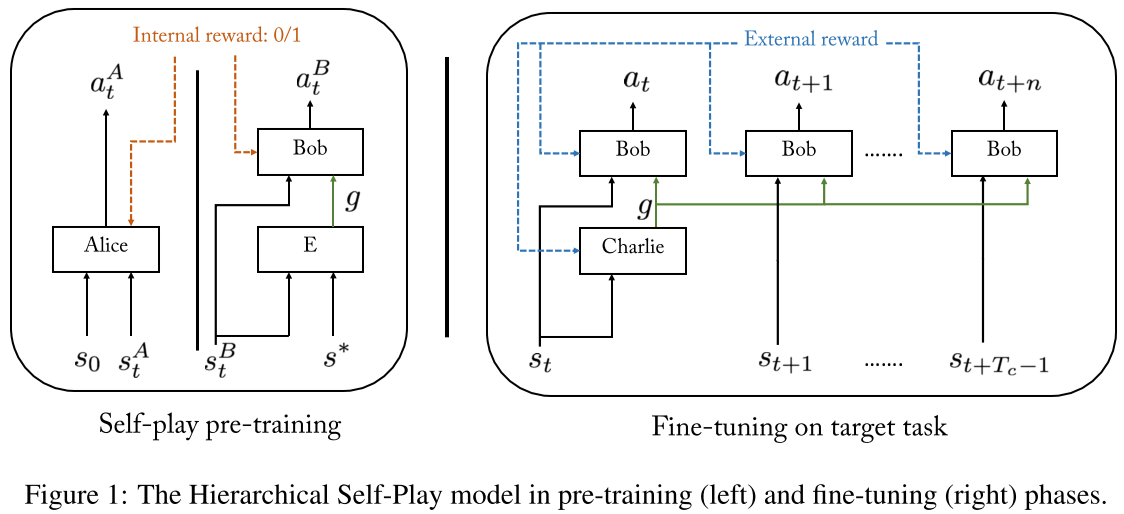 Internal reward: 0/1
External reward
a_t^A
a_t^B
a_t
a_{t+1}
a_{t+n}
Bob
Bob
Bob
.......
Bob
g
g
Alice
E
Charlie
s_0
s_t^A
s_t^B
s^*
s_t
s_{t+1}
.......
s_{t+T_c-1}
Self-play pre-training
Fine-tuning on target task
Figure 1: The Hierarchical Self-Play model in pre-training (left) and fine-tuning (right) phases.